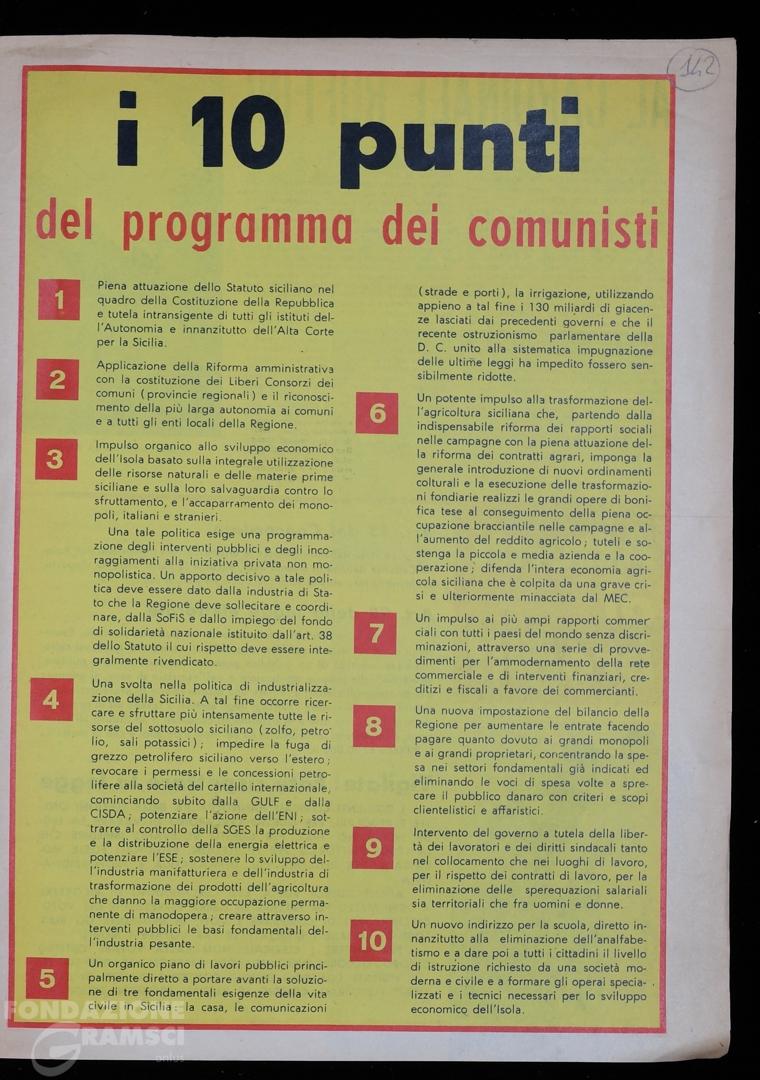 142
i 10 punti
del programma dei comunisti
1
Piena attuazione dello Statuto siciliano nel
quadro della Costituzione della Repubblica
e tutela intransigente di tutti gli istituti del-
l'Autonomia e innanzitutto dell'Alta Corte
per la Sicilia.
2
Applicazione della Riforma amministrativa
con la costituzione dei Liberi Consorzi dei
comuni (provincie regionali) e il riconosci-
mento della più larga autonomia ai comuni
e a tutti gli enti locali della Regione.
3
Impulso organico allo sviluppo economico
dell'Isola basato sulla integrale utilizzazione
delle risorse naturali e delle materie prime
siciliane e sulla loro salvaguardia contro lo
sfruttamento, e l'accaparramento dei mono-
poli, italiani e stranieri.
Una tale politica esige una programma-
zione degli interventi pubblici e degli inco-
raggiamenti alla iniziativa privata non mo-
nopolistica. Un apporto decisivo a tale poli-
tica deve essere dato dalla industria di Sta-
to che la Regione deve sollecitare e coordi-
nare, dalla SoFiS e dallo impiego del fondo
di solidarietà nazionale istituito dall'art. 38
dello Statuto il cui rispetto deve essere inte-
gralmente rivendicato.
4
Una svolta nella politica di industrializza-
zione della Sicilia. A tal fine occorre ricer-
care e sfruttare più intensamente tutte le ri-
sorse del sottosuolo siciliano (zolfo, petro-
lio, sali potassici) ; impedire la fuga di
grezzo petrolifero siciliano verso l'estero ;
revocare i permessi e le concessioni petro-
lifere alla società del cartello internazionale,
cominciando subito dalla GULF e dalla
CISDA ; potenziare l'azione dell'ENI ; sot-
trarre al controllo della SGES la produzione
e la distribuzione della energia elettrica e
potenziare l'ESE ; sostenere lo sviluppo del-
l'industria manifatturiera e dell'industria di
trasformazione dei prodotti dell'agricoltura
che danno la maggiore occupazione perma-
nente di manodopera ; creare attraverso in-
terventi pubblici le basi fondamentali del-
l'industria pesante.
5
Un organico piano di lavori pubblici princi-
palmente diretto a portare avanti la soluzio-
ne di tre fondamentali esigenze della vita
civile in Sicilia : la casa, le comunicazioni
(strade e porti), la irrigazione, utilizzando
appieno a tal fine i 130 miliardi di giacen-
ze lasciati dai precedenti governi e che il
recente ostruzionismo parlamentare della
D. C. unito alla sistematica impugnazione
delle ultime leggi ha impedito fossero sen-
sibilmente ridotte.
6
Un potente impulso alla trasformazione del-
l'agricoltura siciliana che, partendo dalla
indispensabile riforma dei rapporti sociali
nelle campagne con la piena attuazione del-
la riforma dei contratti agrari, imponga la
generale introduzione di nuovi ordinamenti
colturali e la esecuzione delle trasformazio-
ni fondiarie realizzi le grandi opere di boni-
fica tese al conseguimento della piena oc-
cupazione bracciantile nelle campagne e al-
l'aumento del reddito agricolo ; tuteli e so-
stenga la piccola e media azienda e la coo-
perazione ; difenda l'intera economia agri-
cola siciliana che è colpita da una grave cri-
si e ulteriormente minacciata dal MEC.
7
Un impulso ai più ampi rapporti commer-
ciali con tutti i paesi del mondo senza discri-
minazioni, attraverso una serie di provve-
dimenti per l'ammodernamento della rete
commerciale e di interventi finanziari, cre-
ditizi e fiscali a favore dei commercianti.
8
Una nuova impostazione del bilancio della
Regione per aumentare le entrate facendo
pagare quanto dovuto ai grandi monopoli
e ai grandi proprietari, concentrando la spe-
sa nei settori fondamentali già indicati ed
eliminando le voci di spesa volte a spre-
care il pubblico danaro con criteri e scopi
clientelistici e affaristici.
9
Intervento del governo a tutela della liber-
tà dei lavoratori e dei diritti sindacali tanto
nel collocamento che nei luoghi di lavoro,
per il rispetto dei contratti di lavoro, per la
eliminazione delle sperequazioni salariali
sia territoriali che fra uomini e donne.
10
Un nuovo indirizzo per la scuola, diretto in-
nanzitutto alla eliminazione dell'analfabe-
tismo e a dare poi a tutti i cittadini il livello
di istruzione richiesto da una società mo-
derna e civile e a formare gli operai specia-
lizzati e i tecnici necessari per lo sviluppo
economico dell'Isola.
FONDAZIONE
GRAMSCI
onlus